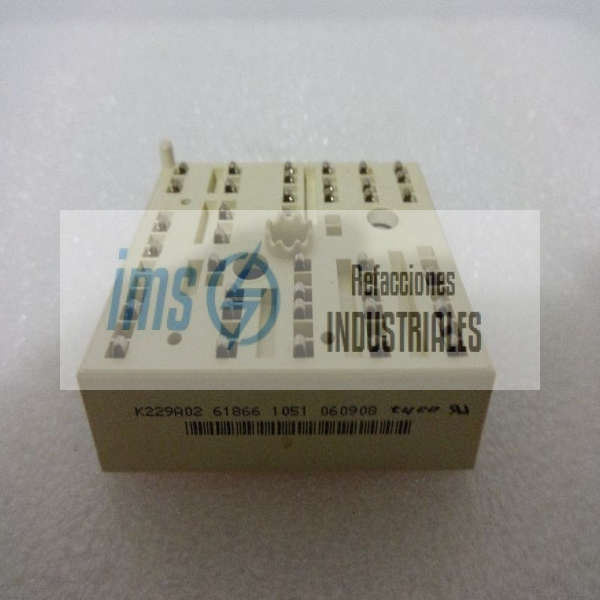 ims
Refacciones
INDUSTRIALES
K229A02 61866 1051 060908 tyco